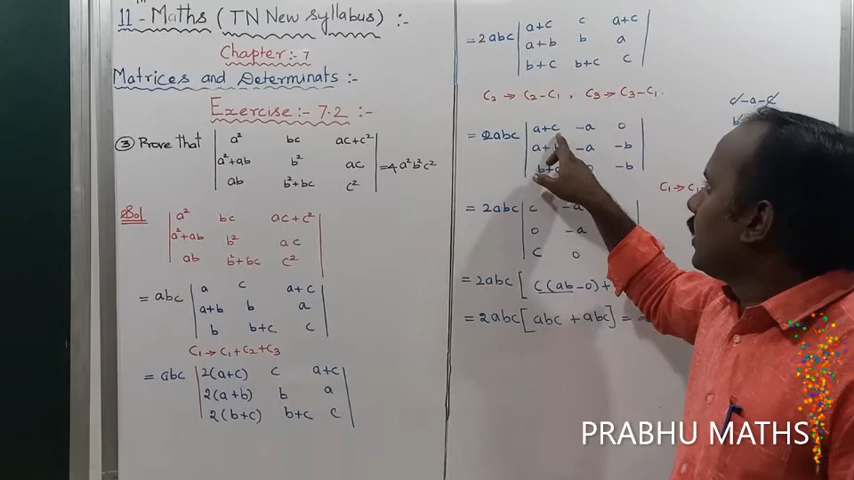 11 - Maths (TN New syllabus) :-
Chapter :- 7
Matrices and Determinats :-
Exercise :- 7.2 :-
③ Prove that | a² bc ac+c² |
| a²+ab b² ac | = 4a²b²c²
| ab b²+bc c² |
Sol | a² bc ac+c² |
| a²+ab b² ac |
| ab b²+bc c² |
= abc | a c a+c |
| a+b b a |
| b b+c c |
C₁ → C₁+C₂+C₃
= abc | 2(a+c) c a+c |
| 2(a+b) b a |
| 2(b+c) b+c c |
= 2abc | a+c c a+c |
| a+b b a |
| b+c b+c c |
C₂ → C₂-C₁ , C₃ → C₃-C₁.
c-a-c
= 2abc | a+c -a 0 |
-a -b |
-b |
C₁→
= 2abc | c -a
| 0 -a
| c 0
= 2abc [ c(ab-0)+
= 2abc [ abc + abc ] =
PRABHU MATHS